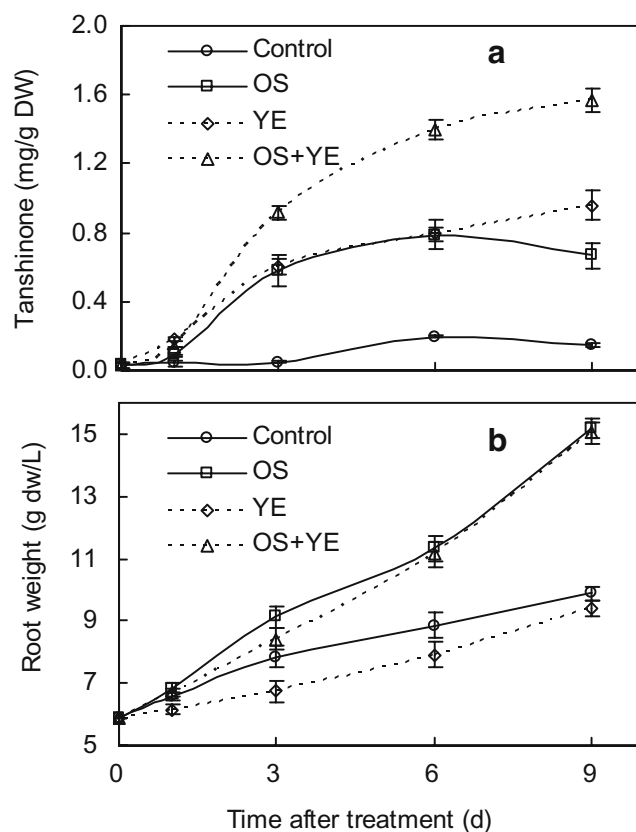 Tanshinone (mg/g DW)
2.0
1.6
1.2
0.8
0.4
0.0
Control
OS
YE
OS+YE
a
Root weight (g dw/L)
15
13
11
9
7
5
Control
OS
YE
OS+YE
b
0 3 6 9
Time after treatment (d)